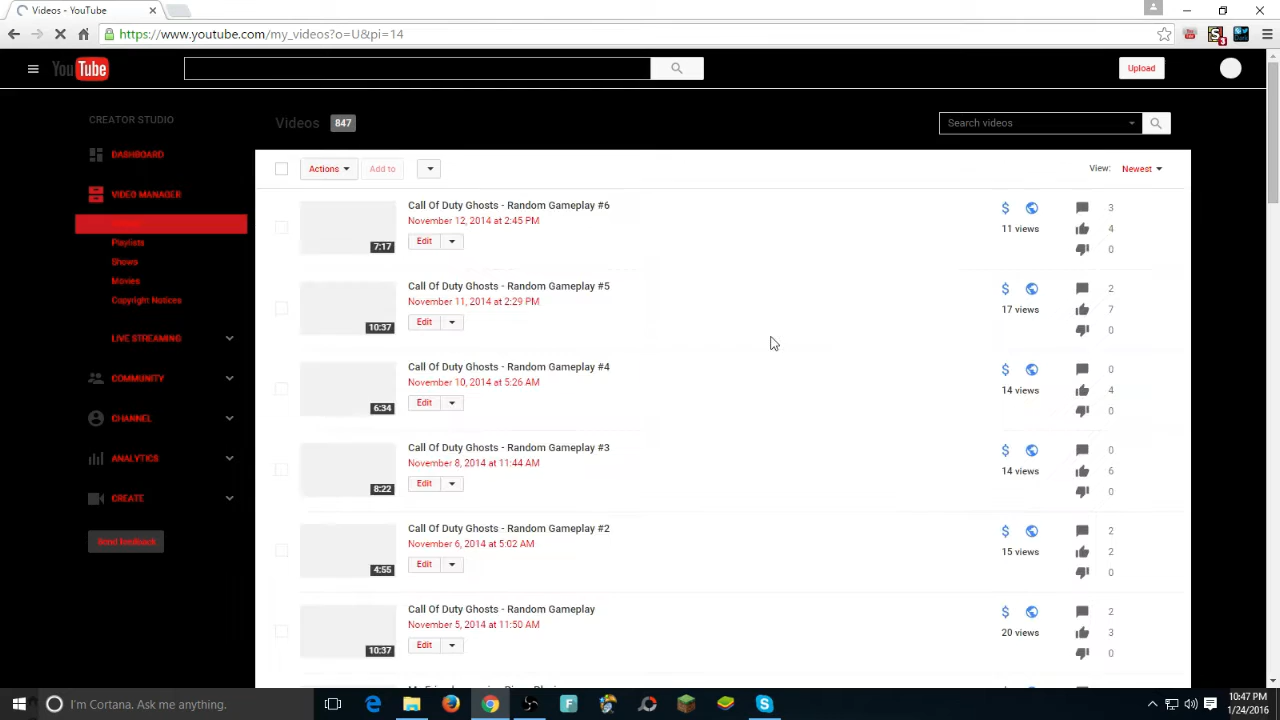 Videos - YouTube
https://www.youtube.com/my_videos?o=U&pi=14
3
YouTube
Upload
CREATOR STUDIO
Videos 847
Search videos
DASHBOARD
VIDEO MANAGER
Playlists
Shows
Movies
Copyright Notices
LIVE STREAMING
COMMUNITY
CHANNEL
ANALYTICS
CREATE
Send feedback
Actions
Add to
View: Newest
Call Of Duty Ghosts - Random Gameplay #6
November 12, 2014 at 2:45 PM
Edit
7:17
$
11 views
3
4
0
Call Of Duty Ghosts - Random Gameplay #5
November 11, 2014 at 2:29 PM
Edit
10:37
$
17 views
2
7
0
Call Of Duty Ghosts - Random Gameplay #4
November 10, 2014 at 5:26 AM
Edit
6:34
$
14 views
0
4
0
Call Of Duty Ghosts - Random Gameplay #3
November 8, 2014 at 11:44 AM
Edit
8:22
$
14 views
0
6
0
Call Of Duty Ghosts - Random Gameplay #2
November 6, 2014 at 5:02 AM
Edit
4:55
$
15 views
2
2
0
Call Of Duty Ghosts - Random Gameplay
November 5, 2014 at 11:50 AM
Edit
10:37
$
20 views
2
3
0
I'm Cortana. Ask me anything.
10:47 PM
1/24/2016